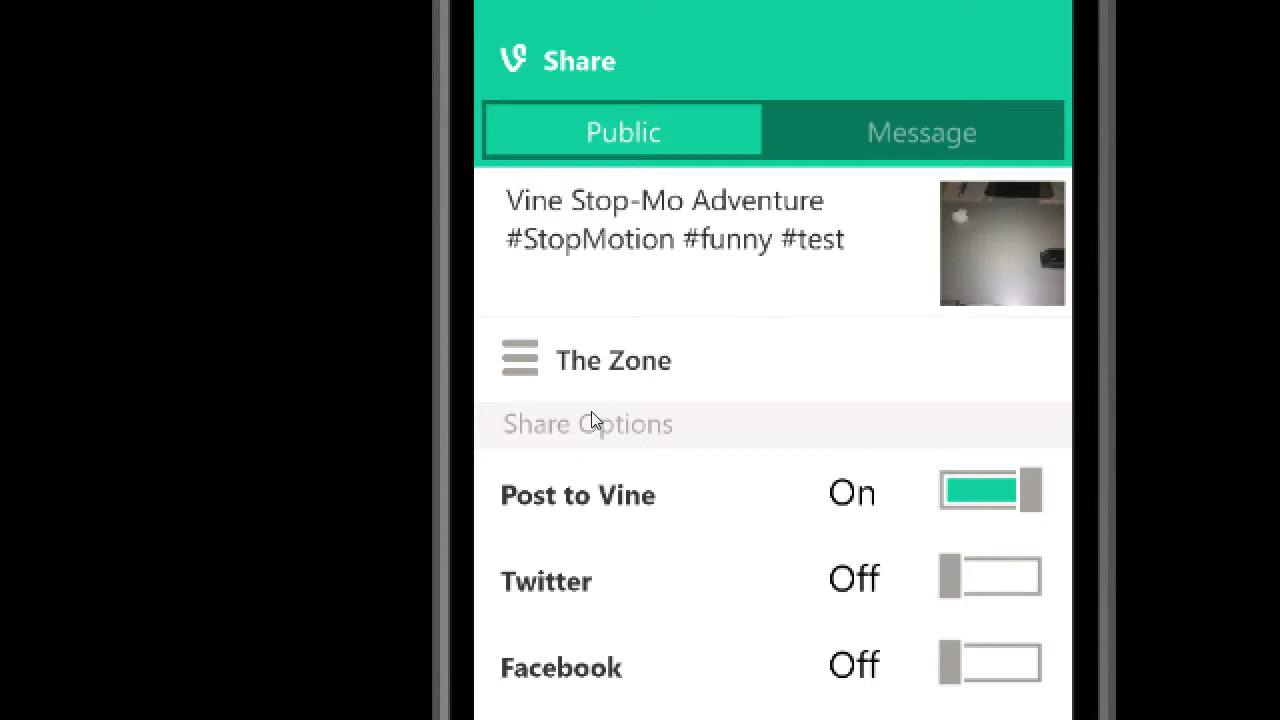 Share
Public
Message
Vine Stop-Mo Adventure
#StopMotion #funny #test
The Zone
Share Options
Post to Vine
On
Twitter
Off
Facebook
Off